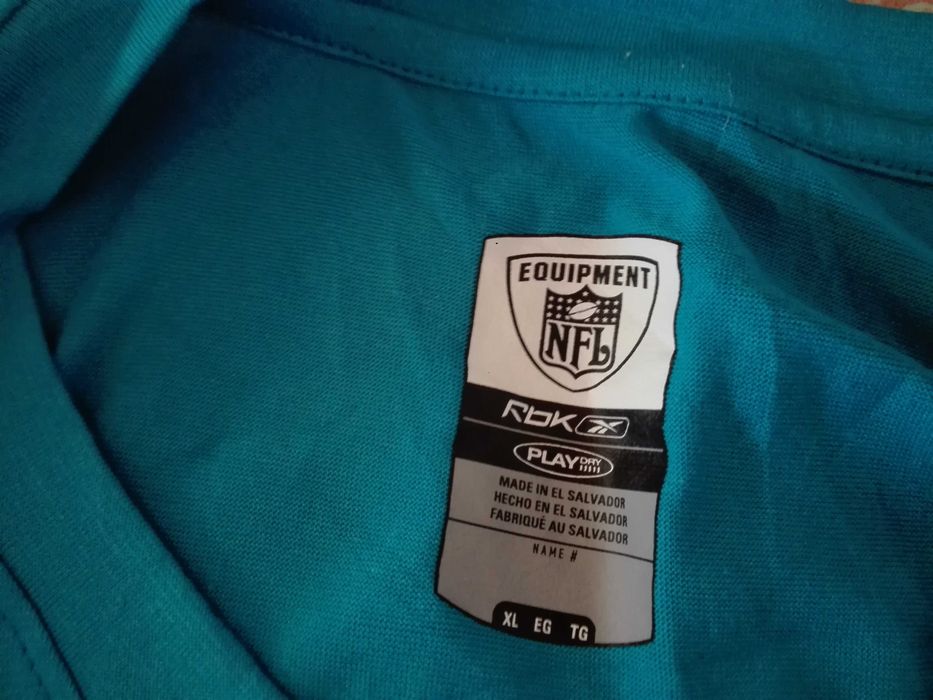 EQUIPMENT
NFL
RbK
PLAY DRY
MADE IN EL SALVADOR
HECHO EN EL SALVADOR
FABRIQUÉ AU SALVADOR
NAME #
XL EG TG